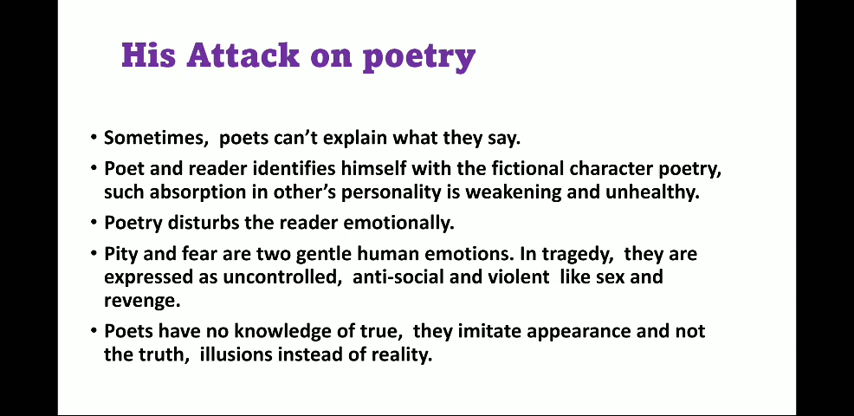 His Attack on poetry
• Sometimes, poets can't explain what they say.
• Poet and reader identifies himself with the fictional character poetry,
such absorption in other's personality is weakening and unhealthy.
• Poetry disturbs the reader emotionally.
• Pity and fear are two gentle human emotions. In tragedy, they are
expressed as uncontrolled, anti-social and violent like sex and
revenge.
• Poets have no knowledge of true, they imitate appearance and not
the truth, illusions instead of reality.